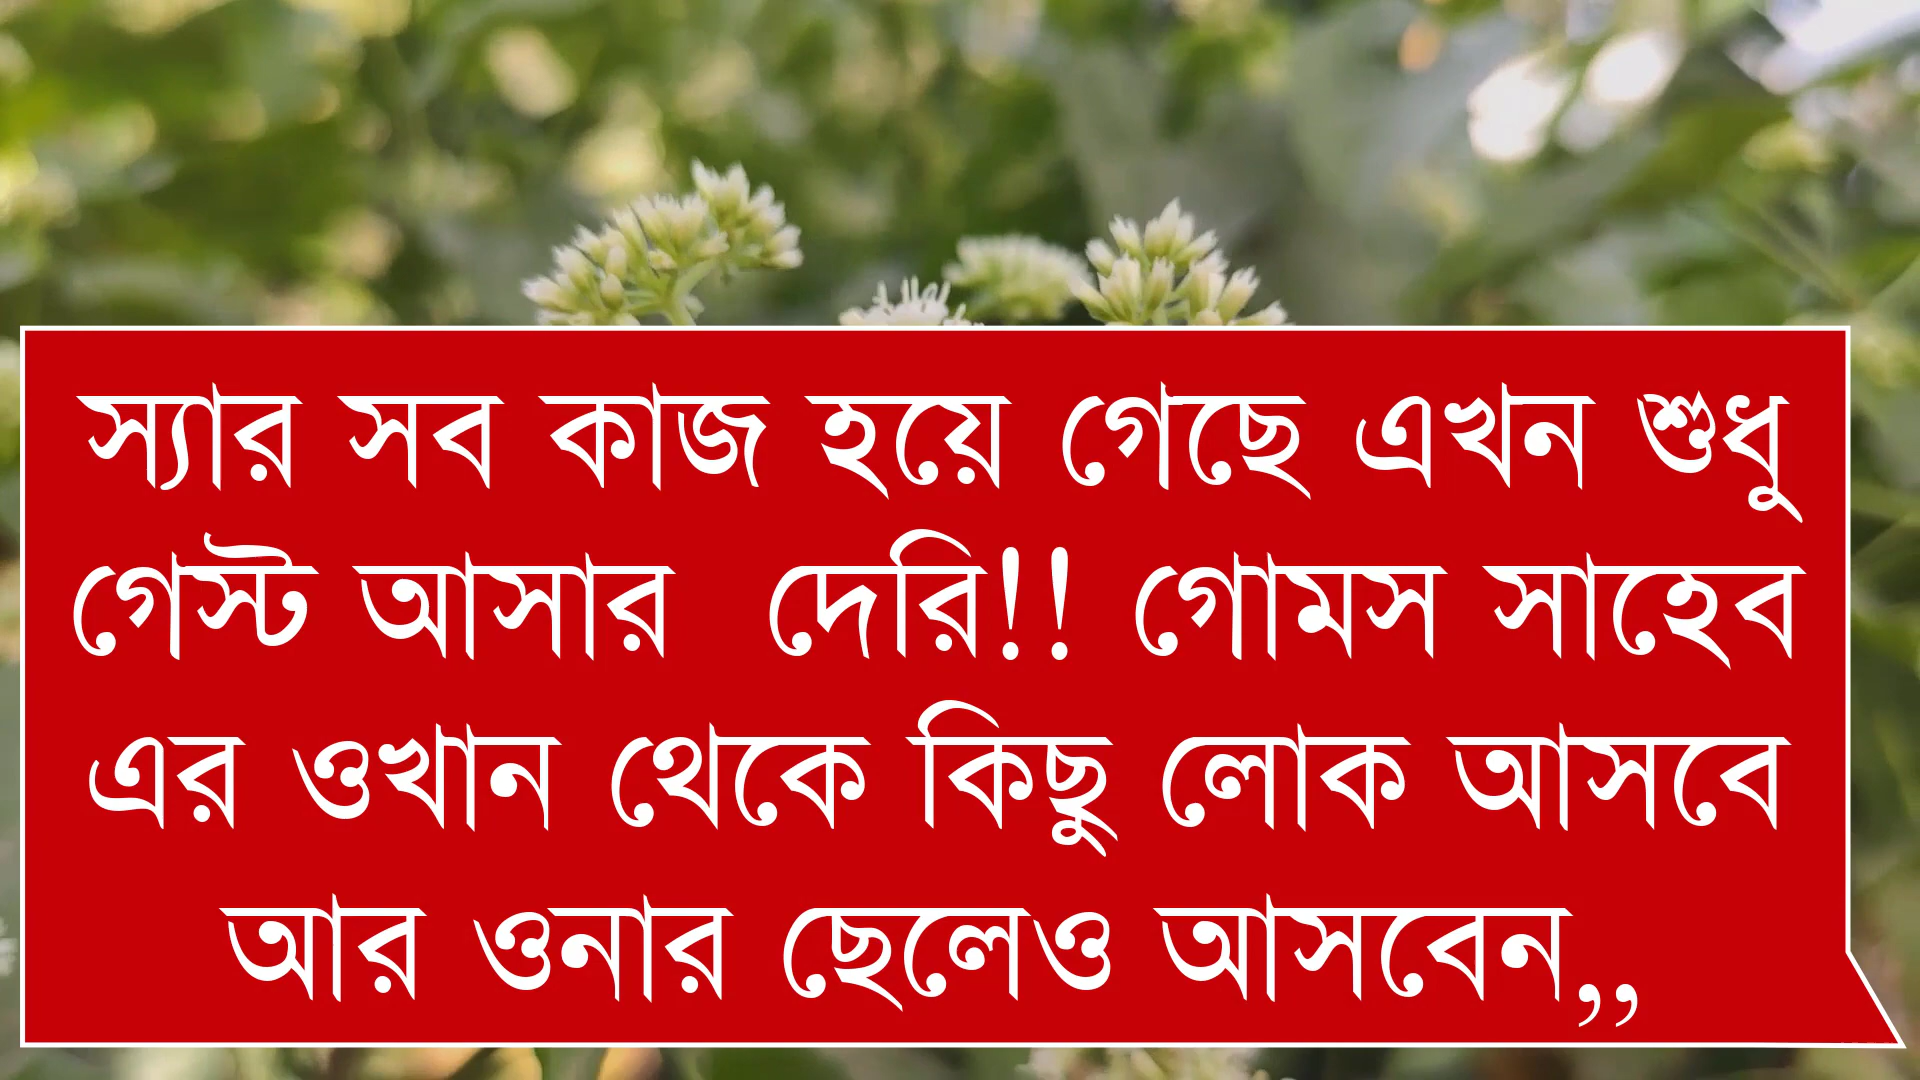 স্যার সব কাজ হয়ে গেছে এখন শুধু
গেস্ট আসার  দেরি!! গোমস সাহেব
এর ওখান থেকে কিছু লোক আসবে
আর ওনার ছেলেও আসবেন,,